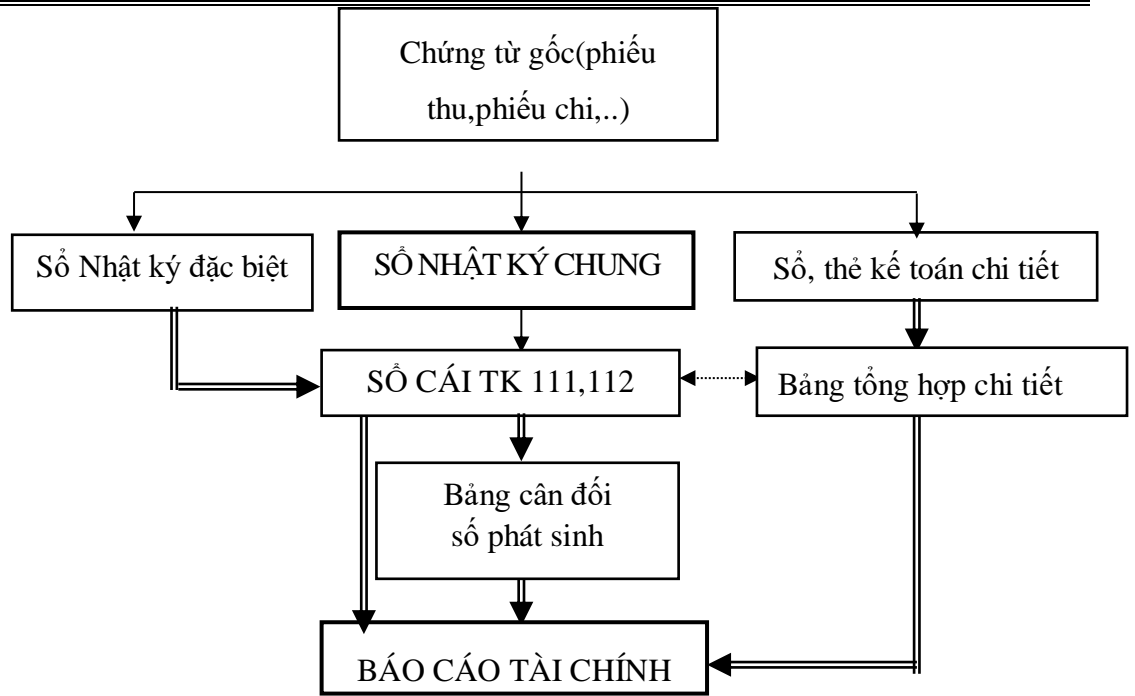 Chứng từ gốc(phiếu
thu,phiếu chi,..)
Sổ Nhật ký đặc biệt
SỔ NHẬT KÝ CHUNG
Sổ, thẻ kế toán chi tiết
SỔ CÁI TK 111,112
Bảng tổng hợp chi tiết
Bảng cân đối
số phát sinh
BÁO CÁO TÀI CHÍNH